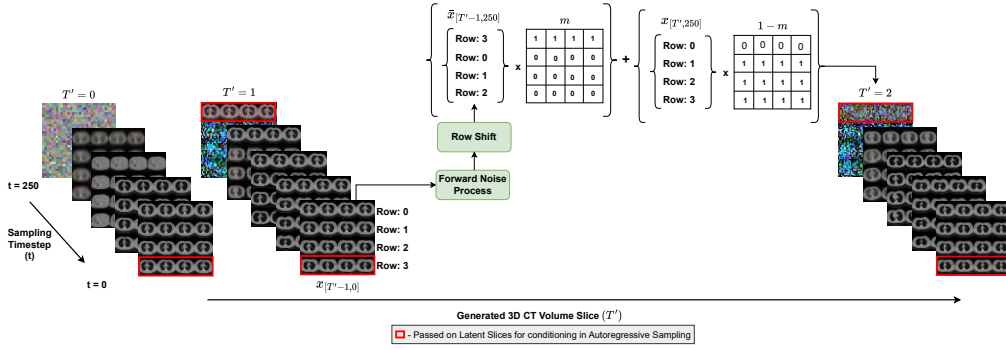 x̄[T′−1,250]
m
x[T′,250]
1 − m
Row: 3
Row: 0
Row: 1
Row: 2
x
1 1 1 1
0 0 0 0
0 0 0 0
0 0 0 0
+
Row: 0
Row: 1
Row: 2
Row: 3
x
0 0 0 0
1 1 1 1
1 1 1 1
1 1 1 1
T′ = 0
T′ = 1
T′ = 2
Row Shift
Forward Noise
Process
t = 250
Sampling
Timestep
(t)
t = 0
Row: 0
Row: 1
Row: 2
Row: 3
x[T′−1,0]
Generated 3D CT Volume Slice (T′)
- Passed on Latent Slices for conditioning in Autoregressive Sampling